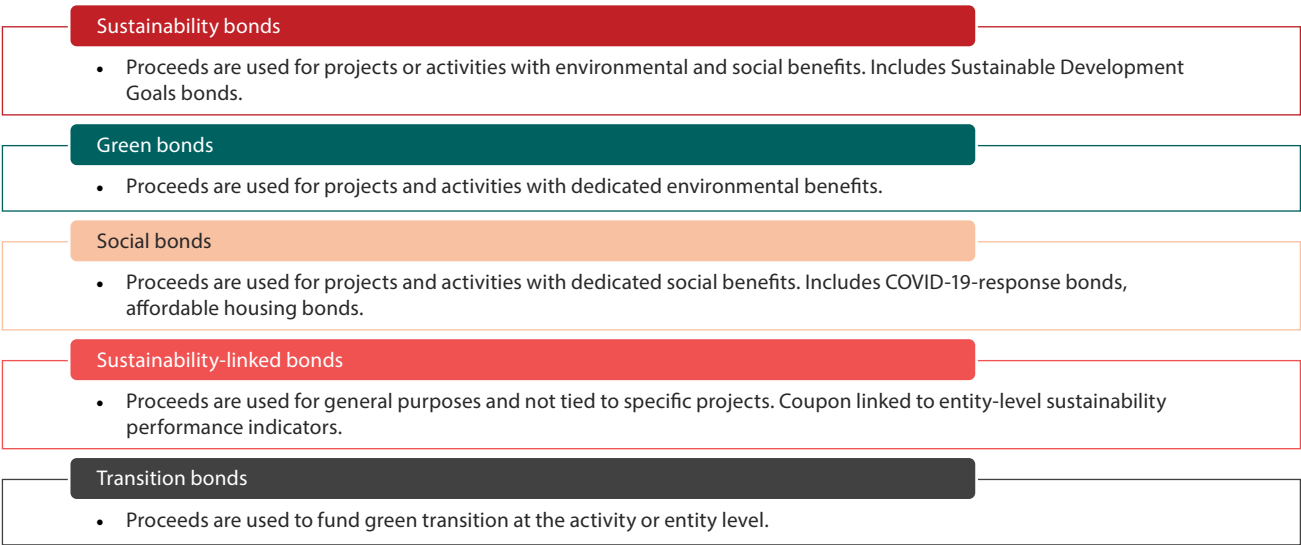 Sustainability bonds
• Proceeds are used for projects or activities with environmental and social benefits. Includes Sustainable Development
Goals bonds.
Green bonds
• Proceeds are used for projects and activities with dedicated environmental benefits.
Social bonds
• Proceeds are used for projects and activities with dedicated social benefits. Includes COVID-19-response bonds,
affordable housing bonds.
Sustainability-linked bonds
• Proceeds are used for general purposes and not tied to specific projects. Coupon linked to entity-level sustainability
performance indicators.
Transition bonds
• Proceeds are used to fund green transition at the activity or entity level.